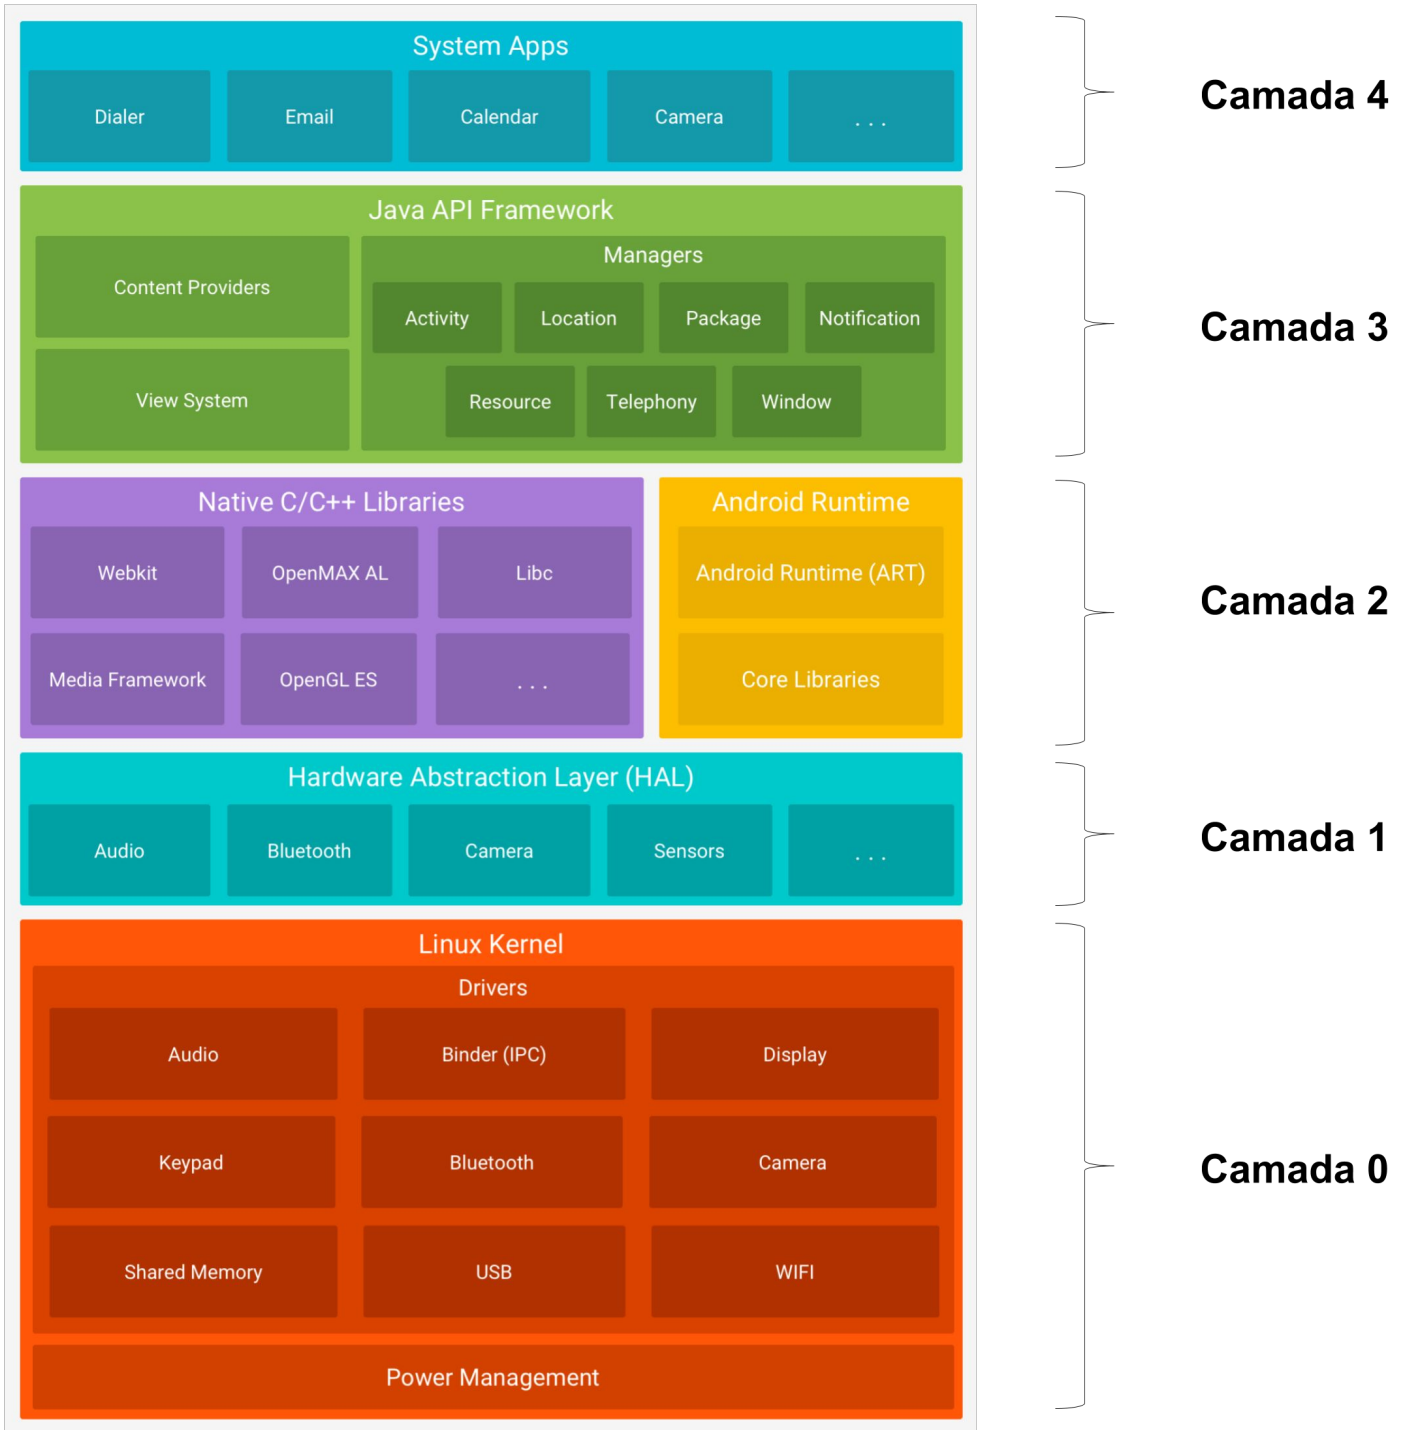 System Apps
Dialer
Email
Calendar
Camera
. . .
Camada 4
Java API Framework
Content Providers
View System
Managers
Activity
Location
Package
Notification
Resource
Telephony
Window
Camada 3
Native C/C++ Libraries
Webkit
OpenMAX AL
Libc
Media Framework
OpenGL ES
. . .
Android Runtime
Android Runtime (ART)
Core Libraries
Camada 2
Hardware Abstraction Layer (HAL)
Audio
Bluetooth
Camera
Sensors
. . .
Camada 1
Linux Kernel
Drivers
Audio
Binder (IPC)
Display
Keypad
Bluetooth
Camera
Shared Memory
USB
WIFI
Power Management
Camada 0